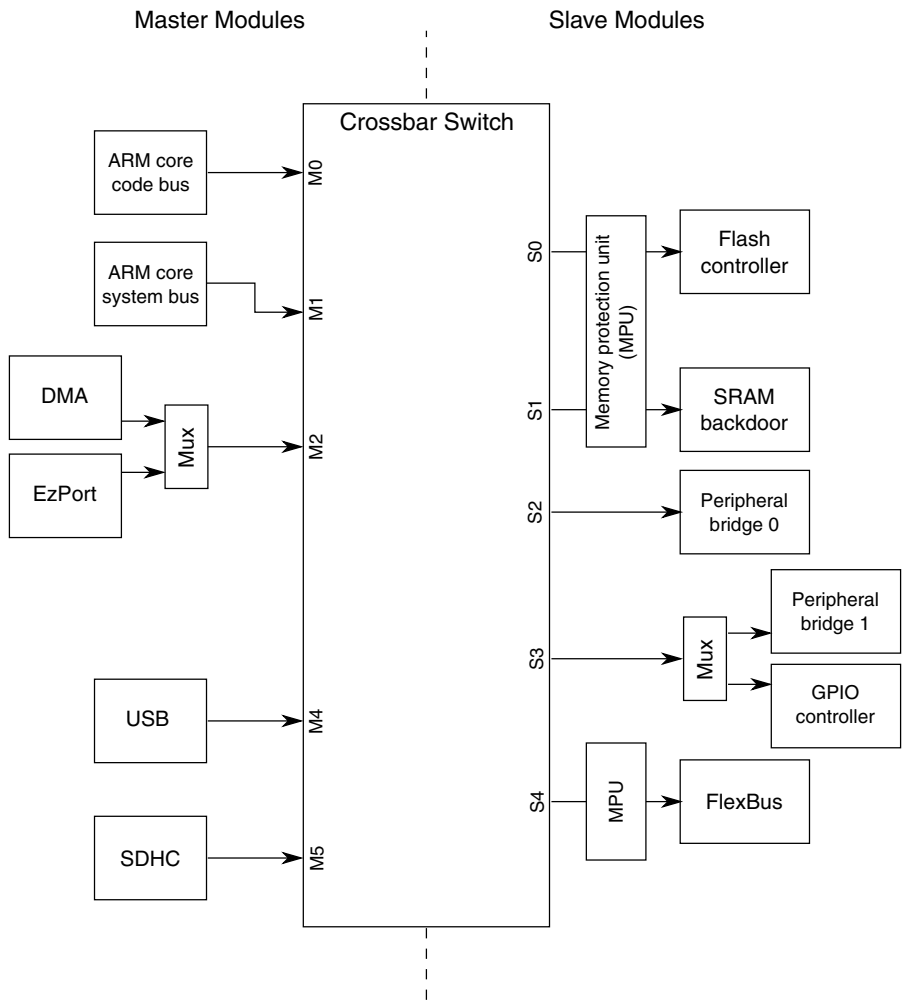 Master Modules
Slave Modules
Crossbar Switch
ARM core
code bus
M0
ARM core
system bus
M1
DMA
EzPort
Mux
M2
USB
M4
SDHC
M5
S0
Memory protection unit
(MPU)
Flash
controller
S1
SRAM
backdoor
S2
Peripheral
bridge 0
S3
Mux
Peripheral
bridge 1
GPIO
controller
S4
MPU
FlexBus